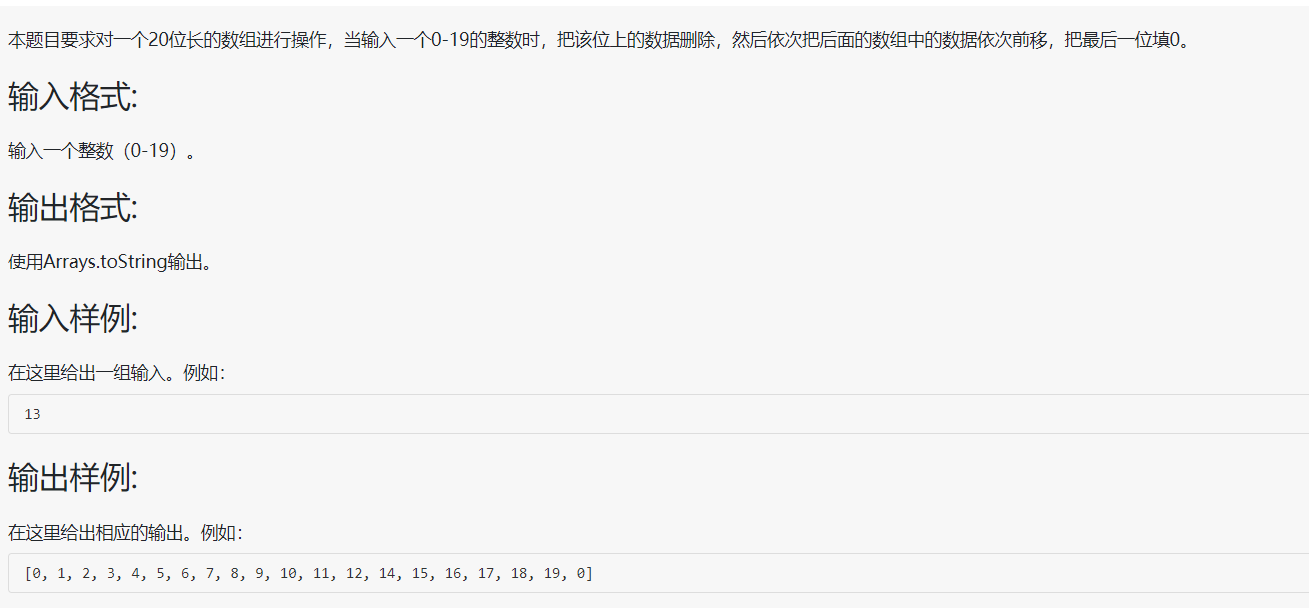 本题目要求对一个20位长的数组进行操作，当输入一个0-19的整数时，把该位上的数据删除，然后依次把后面的数组中的数据依次前移，把最后一位填0。
输入格式:
输入一个整数（0-19）。
输出格式:
使用Arrays.toString输出。
输入样例:
在这里给出一组输入。例如：
13
输出样例:
在这里给出相应的输出。例如：
[0, 1, 2, 3, 4, 5, 6, 7, 8, 9, 10, 11, 12, 14, 15, 16, 17, 18, 19, 0]